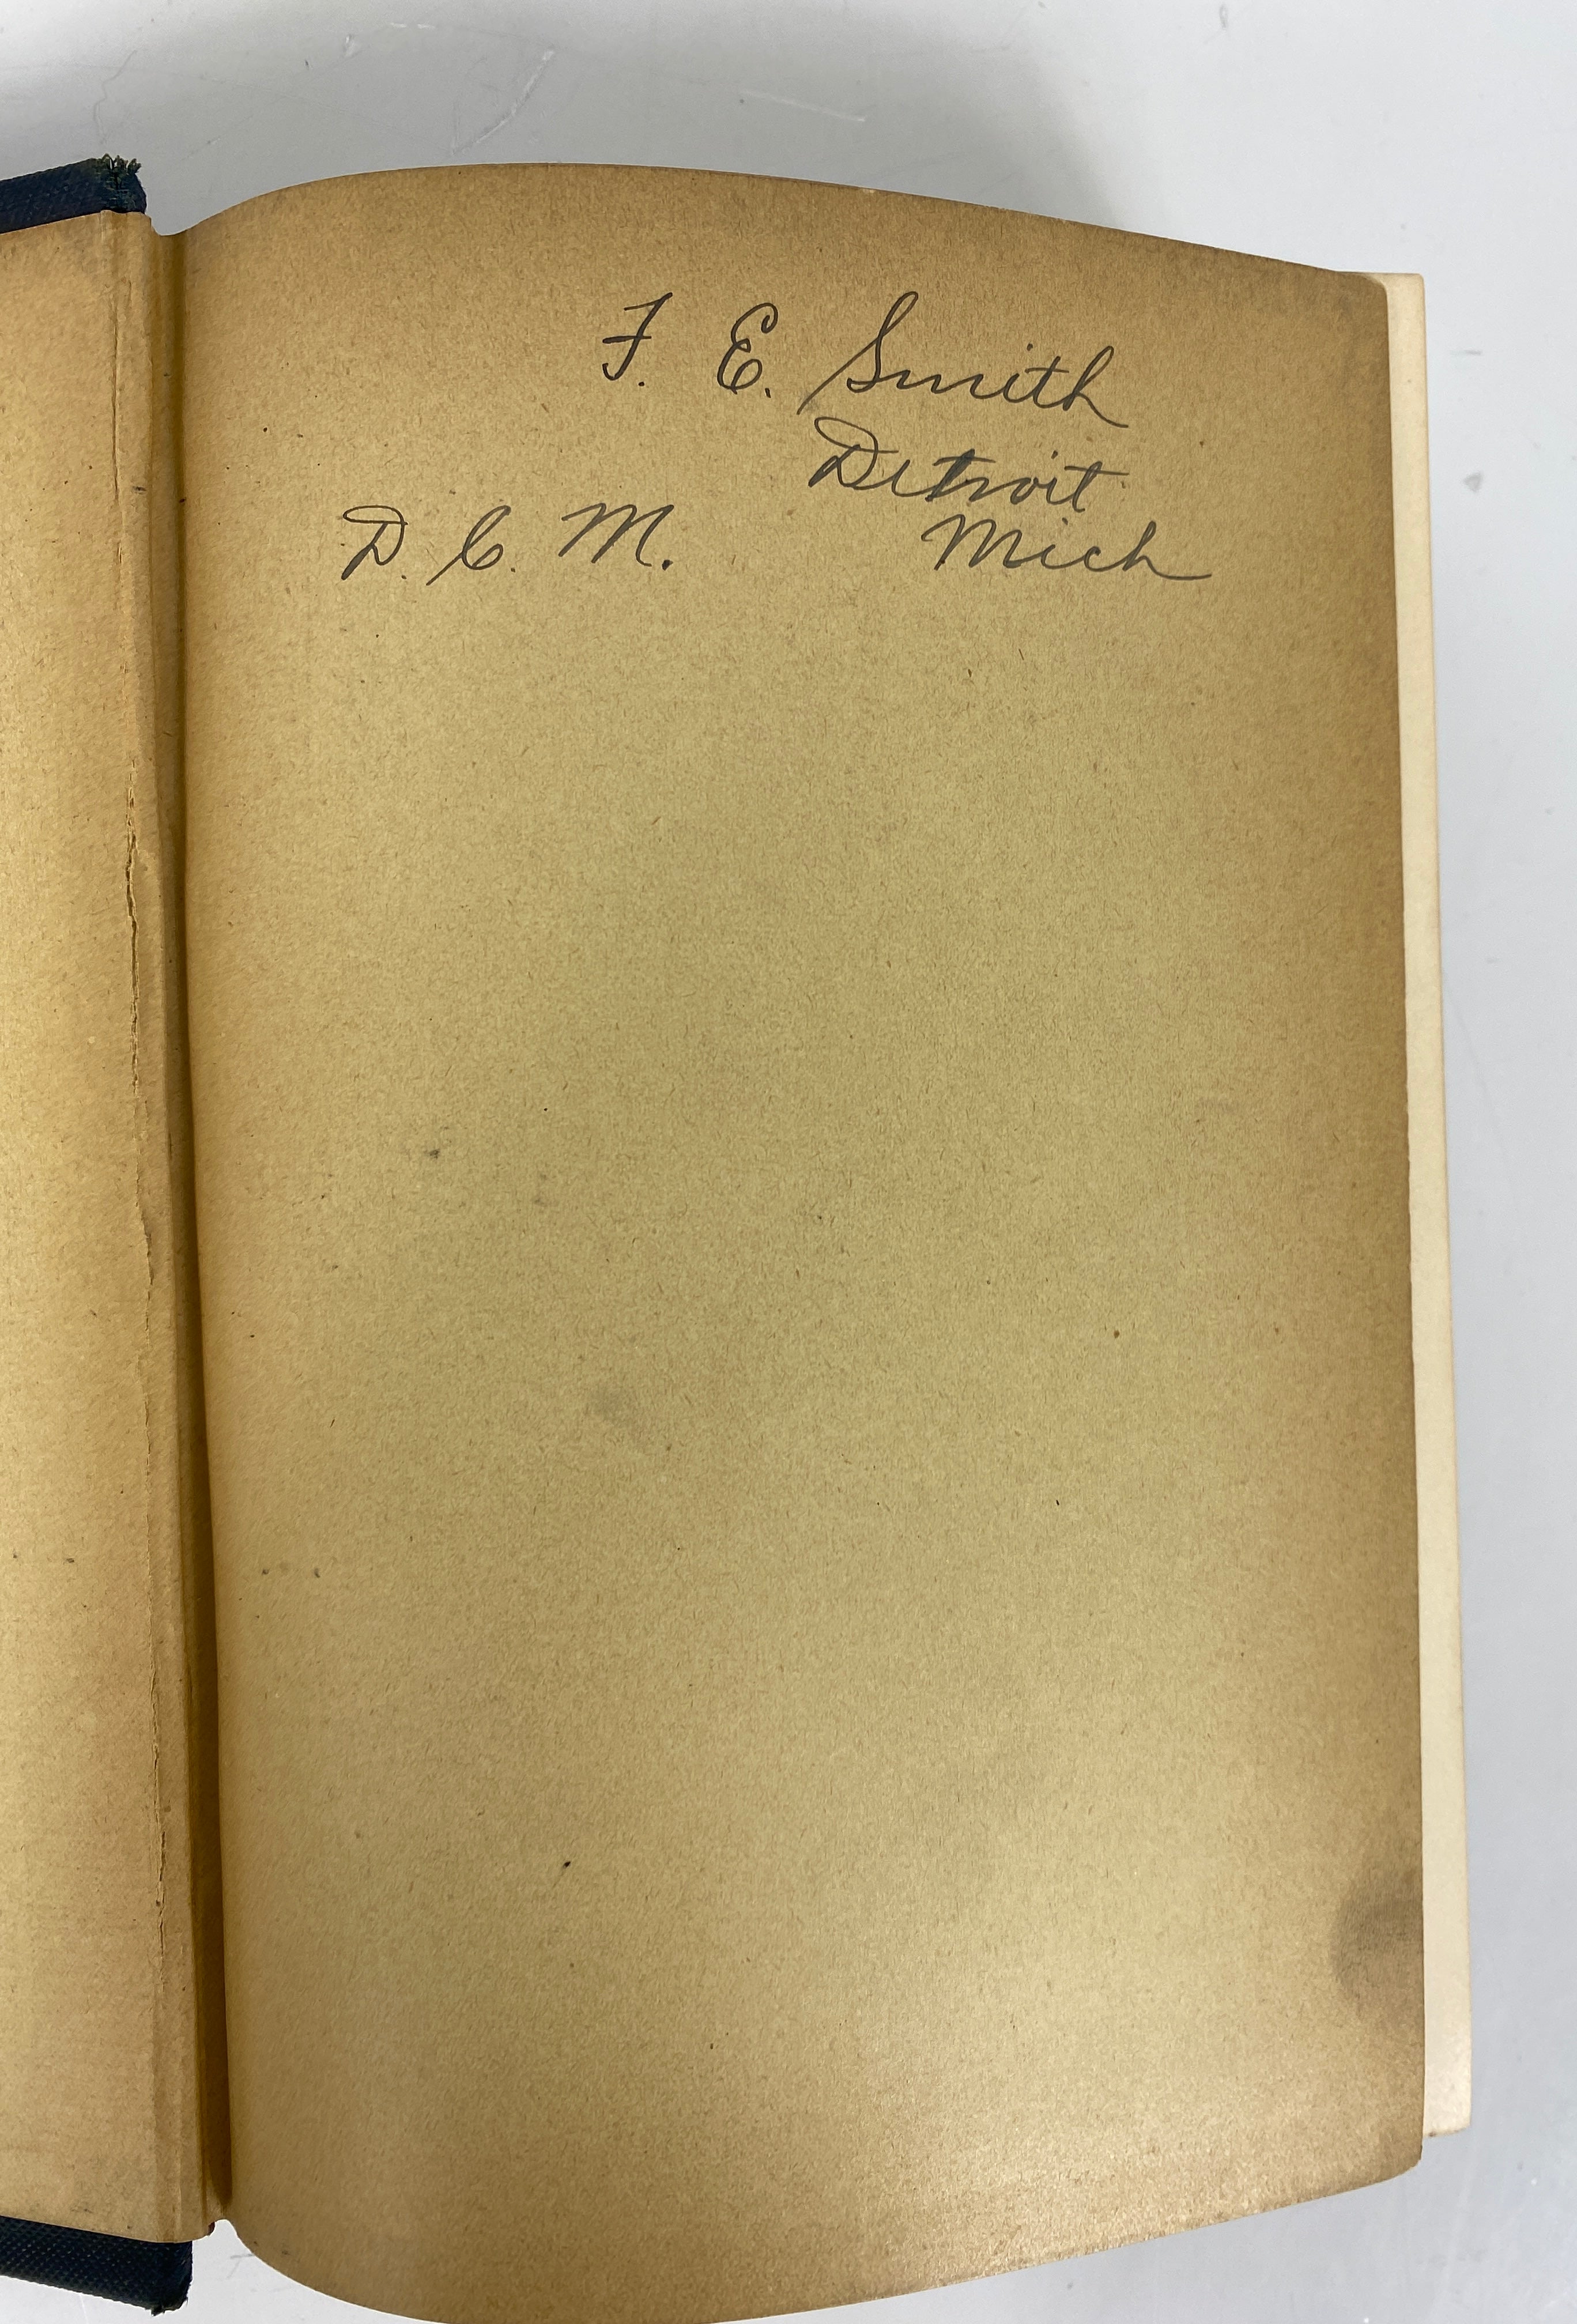 F. E. Smith
Detroit
D. C. M. Mich